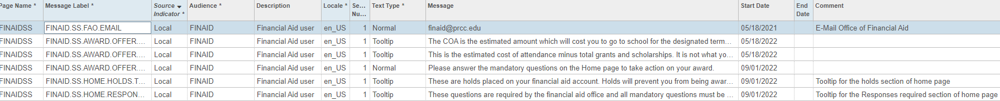 Page Name * Message Label * Source Indicator * Audience * Description Locale * Se... Nu... Text Type * Message Start Date End Date Comment
FINAIDSS FINAID.SS.FAO.EMAIL Local FINAID Financial Aid user en_US 1 Normal finaid@prcc.edu 05/18/2021 E-Mail Office of Financial Aid
FINAIDSS FINAID.SS.AWARD.OFFER.... Local FINAID Financial Aid user en_US 1 Tooltip The COA is the estimated amount which will cost you to go to school for the designated term... 05/18/2022
FINAIDSS FINAID.SS.AWARD.OFFER.... Local FINAID Financial Aid user en_US 1 Tooltip This is the estimated cost of attendance minus total grants and scholarships. It is not what yo... 05/18/2022
FINAIDSS FINAID.SS.AWARD.OFFER.... Local FINAID Financial Aid user en_US 1 Normal Please answer the mandatory questions on the Home page to take action on your award. 09/01/2022
FINAIDSS FINAID.SS.HOME.HOLDS.T... Local FINAID Financial Aid user en_US 1 Tooltip These are holds placed on your financial aid account. Holds will prevent you from being awar... 09/01/2022 Tooltip for the holds section of home page
FINAIDSS FINAID.SS.HOME.RESPON... Local FINAID Financial Aid user en_US 1 Tooltip These questions are required by the financial aid office and all mandatory questions must be ... 09/01/2022 Tooltip for the Responses required section of home page